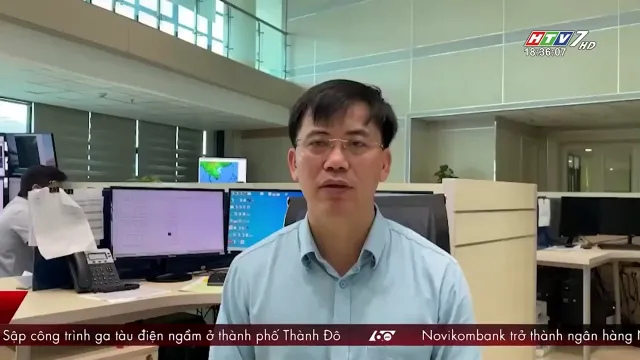 HTV7 HD
18:36:07
Sập công trình ga tàu điện ngầm ở thành phố Thành Đô 60 Novikombank trở thành ngân hàng